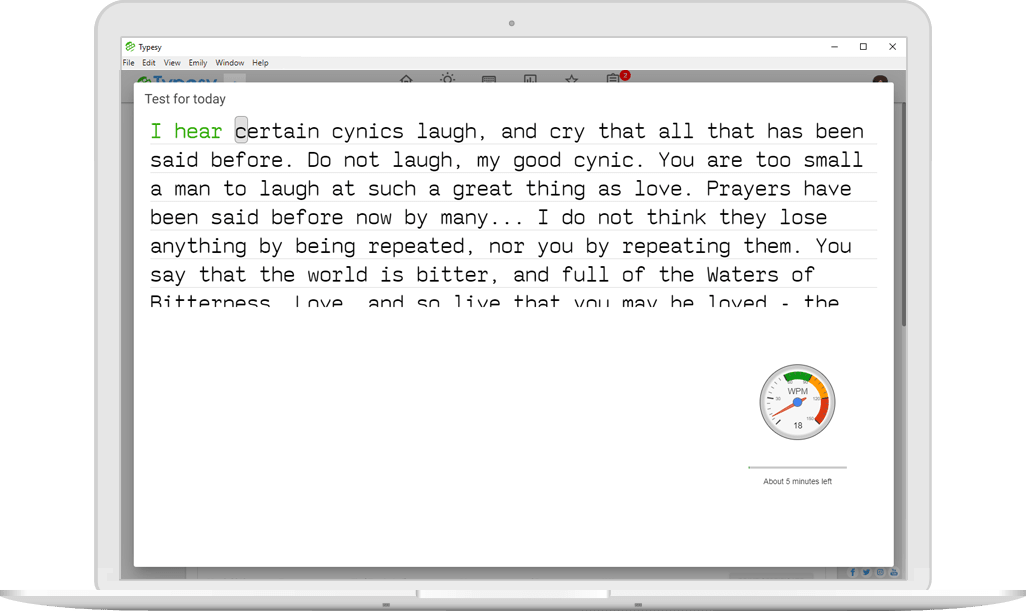 Typesy
File Edit View Emily Window Help
Typesy
2
Test for today
I hear certain cynics laugh, and cry that all that has been
said before. Do not laugh, my good cynic. You are too small
a man to laugh at such a great thing as love. Prayers have
been said before now by many... I do not think they lose
anything by being repeated, nor you by repeating them. You
say that the world is bitter, and full of the Waters of
Bitterness. Love, and so live that you may be loved - the
WPM
30
120
150
18
About 5 minutes left